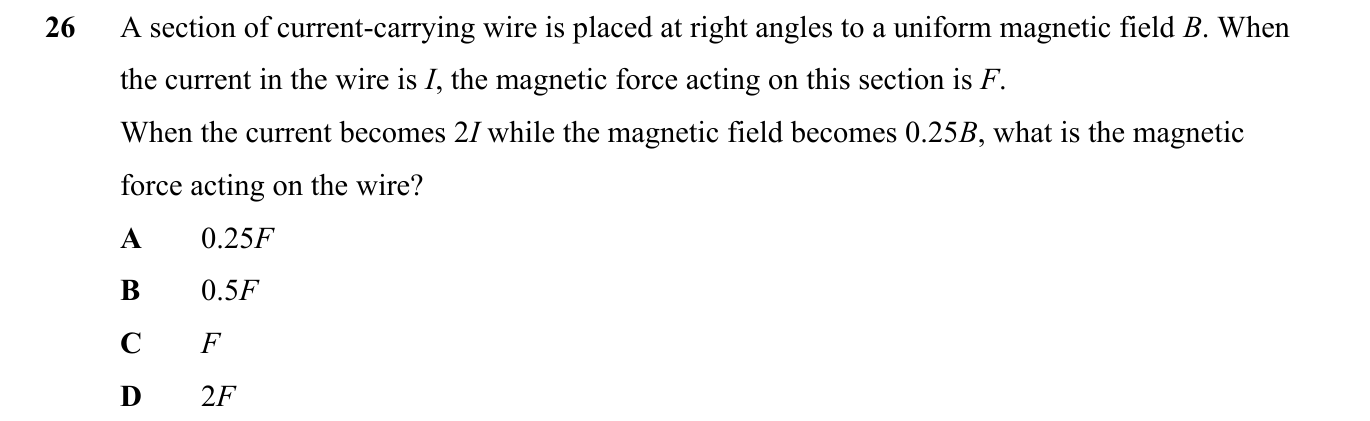 26 A section of current-carrying wire is placed at right angles to a uniform magnetic field B. When
the current in the wire is I, the magnetic force acting on this section is F.
When the current becomes 2I while the magnetic field becomes 0.25B, what is the magnetic
force acting on the wire?
A 0.25F
B 0.5F
C F
D 2F